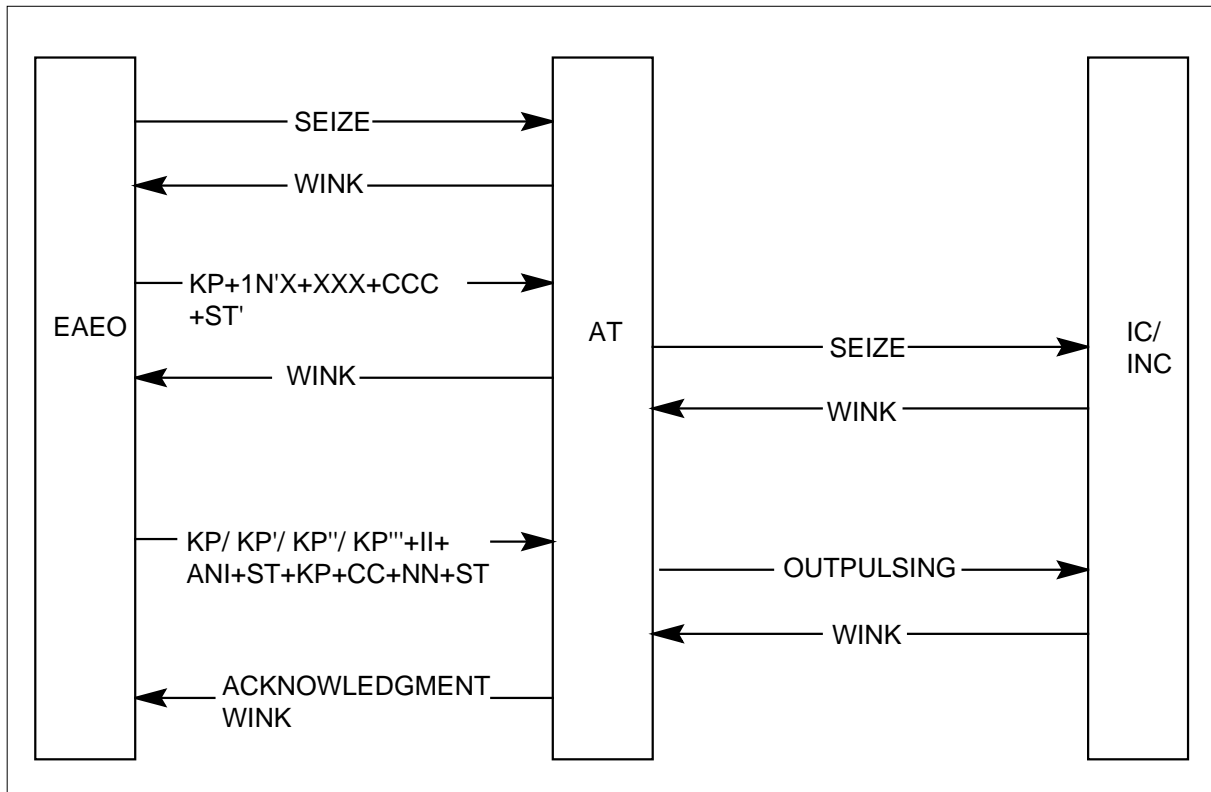 SEIZE
WINK
KP+1N'X+XXX+CCC
+ST'
EAEO
AT
IC/
INC
SEIZE
WINK
WINK
KP/ KP'/ KP''/ KP'''+II+
ANI+ST+KP+CC+NN+ST
OUTPULSING
WINK
ACKNOWLEDGMENT
WINK